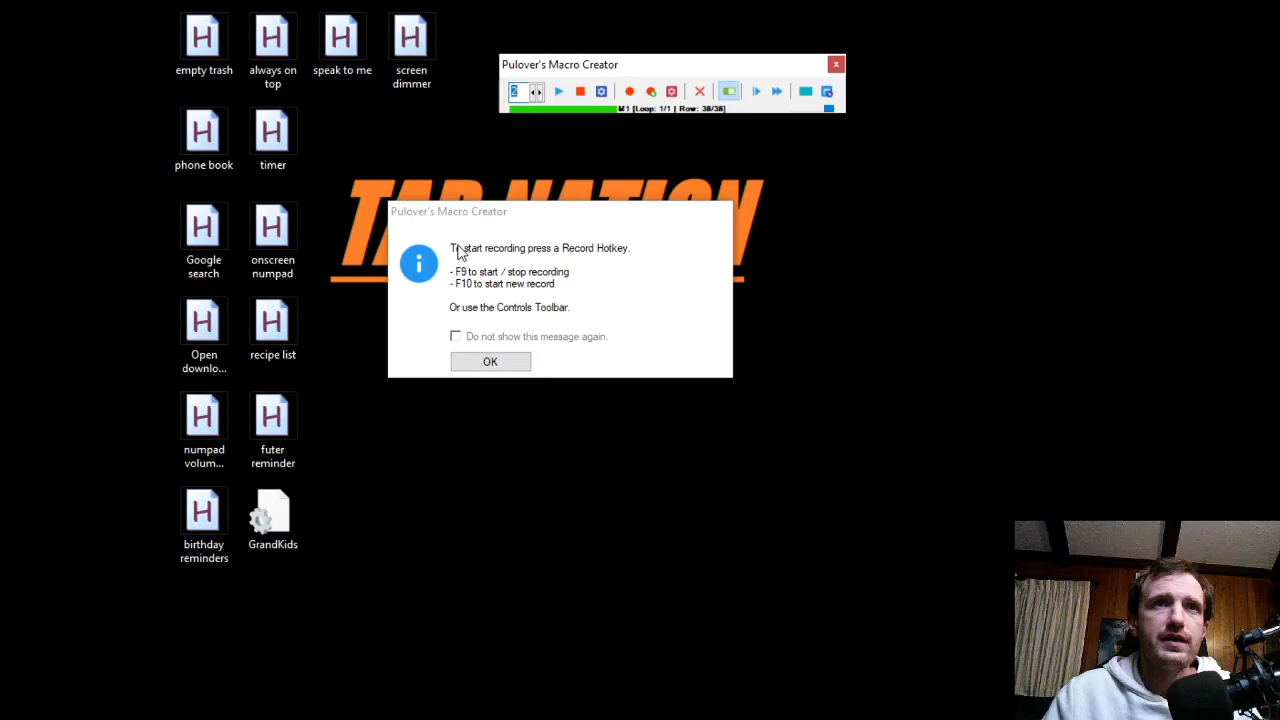 empty trash
always on
top
speak to me
screen
dimmer
Pulover's Macro Creator
2
M1 [Loop: 1/1 | Row: 38/38]
phone book
timer
TAB NATION
Google
search
onscreen
numpad
Pulover's Macro Creator
To start recording press a Record Hotkey.
- F9 to start / stop recording
- F10 to start new record
Or use the Controls Toolbar.
Do not show this message again.
OK
Open
downlo...
recipe list
numpad
volum...
futer
reminder
birthday
reminders
GrandKids